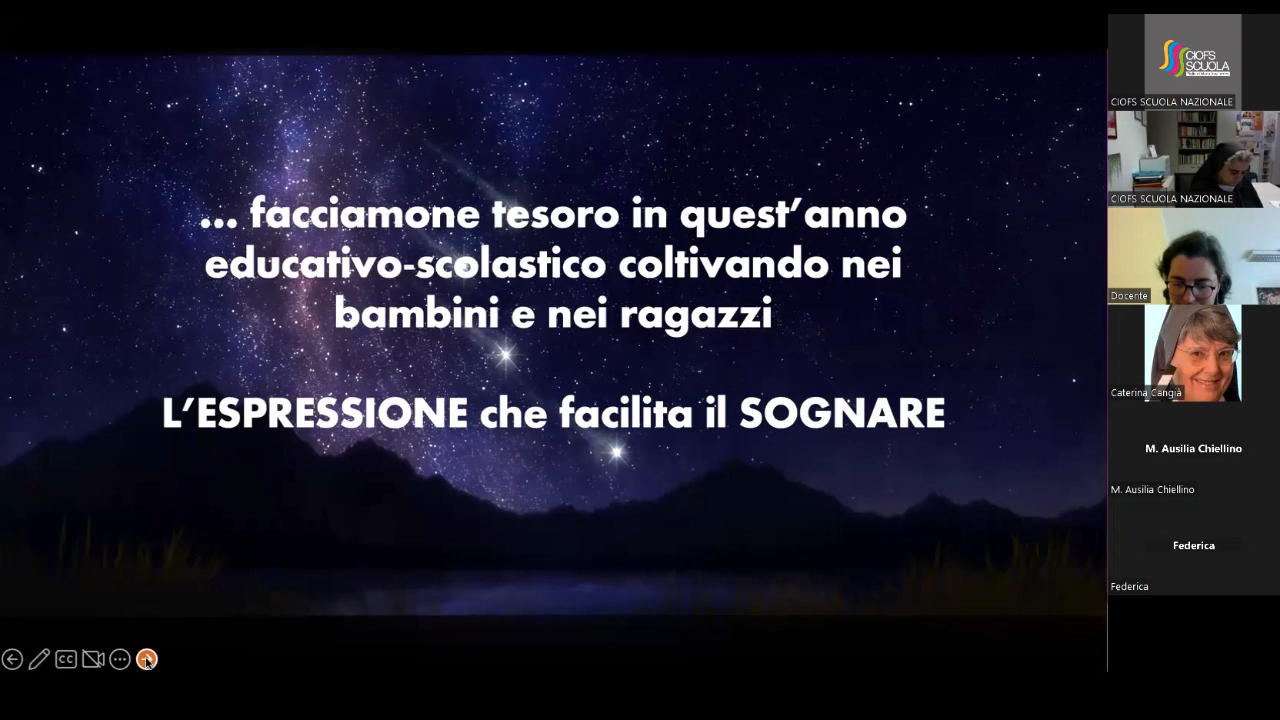 ... facciamone tesoro in quest'anno
educativo-scolastico coltivando nei
bambini e nei ragazzi
L'ESPRESSIONE che facilita il SOGNARE
CC
CIOFS
SCUOLA
CIOFS SCUOLA NAZIONALE
CIOFS SCUOLA NAZIONALE
Docente
Caterina Cangià
M. Ausilia Chiellino
M. Ausilia Chiellino
Federica
Federica